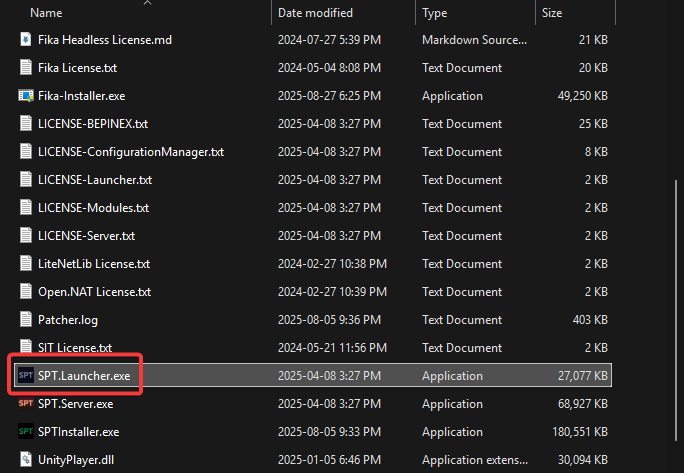 Name Date modified Type Size
Fika Headless License.md 2024-07-27 5:39 PM Markdown Source... 21 KB
Fika License.txt 2024-05-04 8:08 PM Text Document 20 KB
Fika-Installer.exe 2025-08-27 6:25 PM Application 49,250 KB
LICENSE-BEPINEX.txt 2025-04-08 3:27 PM Text Document 25 KB
LICENSE-ConfigurationManager.txt 2025-04-08 3:27 PM Text Document 8 KB
LICENSE-Launcher.txt 2025-04-08 3:27 PM Text Document 2 KB
LICENSE-Modules.txt 2025-04-08 3:27 PM Text Document 2 KB
LICENSE-Server.txt 2025-04-08 3:27 PM Text Document 2 KB
LiteNetLib License.txt 2024-02-27 10:38 PM Text Document 2 KB
Open.NAT License.txt 2024-02-27 10:39 PM Text Document 2 KB
Patcher.log 2025-08-05 9:36 PM Text Document 403 KB
SIT License.txt 2024-05-21 11:56 PM Text Document 2 KB
SPT SPT.Launcher.exe 2025-04-08 3:27 PM Application 27,077 KB
SPT SPT.Server.exe 2025-04-08 3:27 PM Application 68,927 KB
SPT SPTInstaller.exe 2025-08-05 9:33 PM Application 180,551 KB
UnityPlayer.dll 2025-01-05 6:46 PM Application extens... 30,094 KB